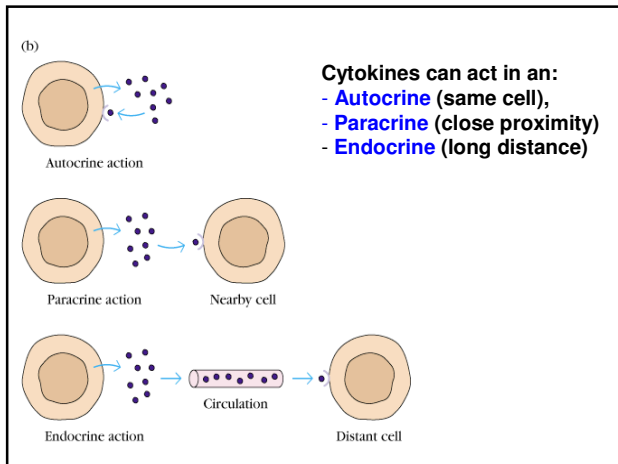 (b)
Cytokines can act in an:
- Autocrine (same cell),
- Paracrine (close proximity)
- Endocrine (long distance)
Autocrine action
Paracrine action
Nearby cell
Circulation
Endocrine action
Distant cell